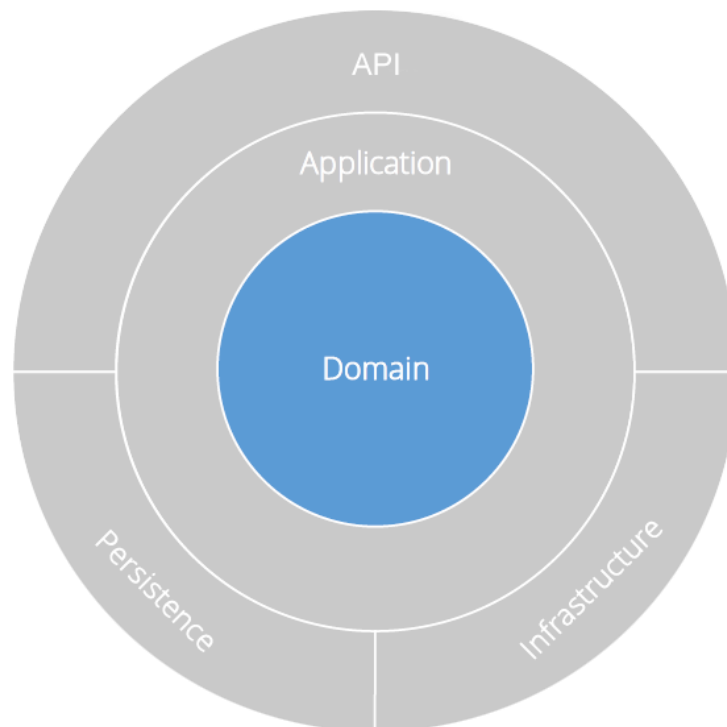 API
Application
Domain
Persistence
Infrastructure